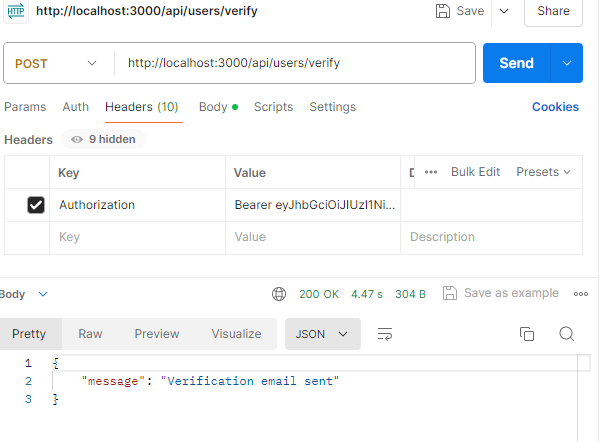 HTTP http://localhost:3000/api/users/verify Save Share
POST http://localhost:3000/api/users/verify Send
Params Auth Headers (10) Body Scripts Settings Cookies
Headers 9 hidden
Key Value D ••• Bulk Edit Presets
Authorization Bearer eyJhbGciOiJIUzI1Ni...
Key Value Description
Body 200 OK 4.47 s 304 B Save as example
Pretty Raw Preview Visualize JSON
1 {
2 "message": "Verification email sent"
3 }